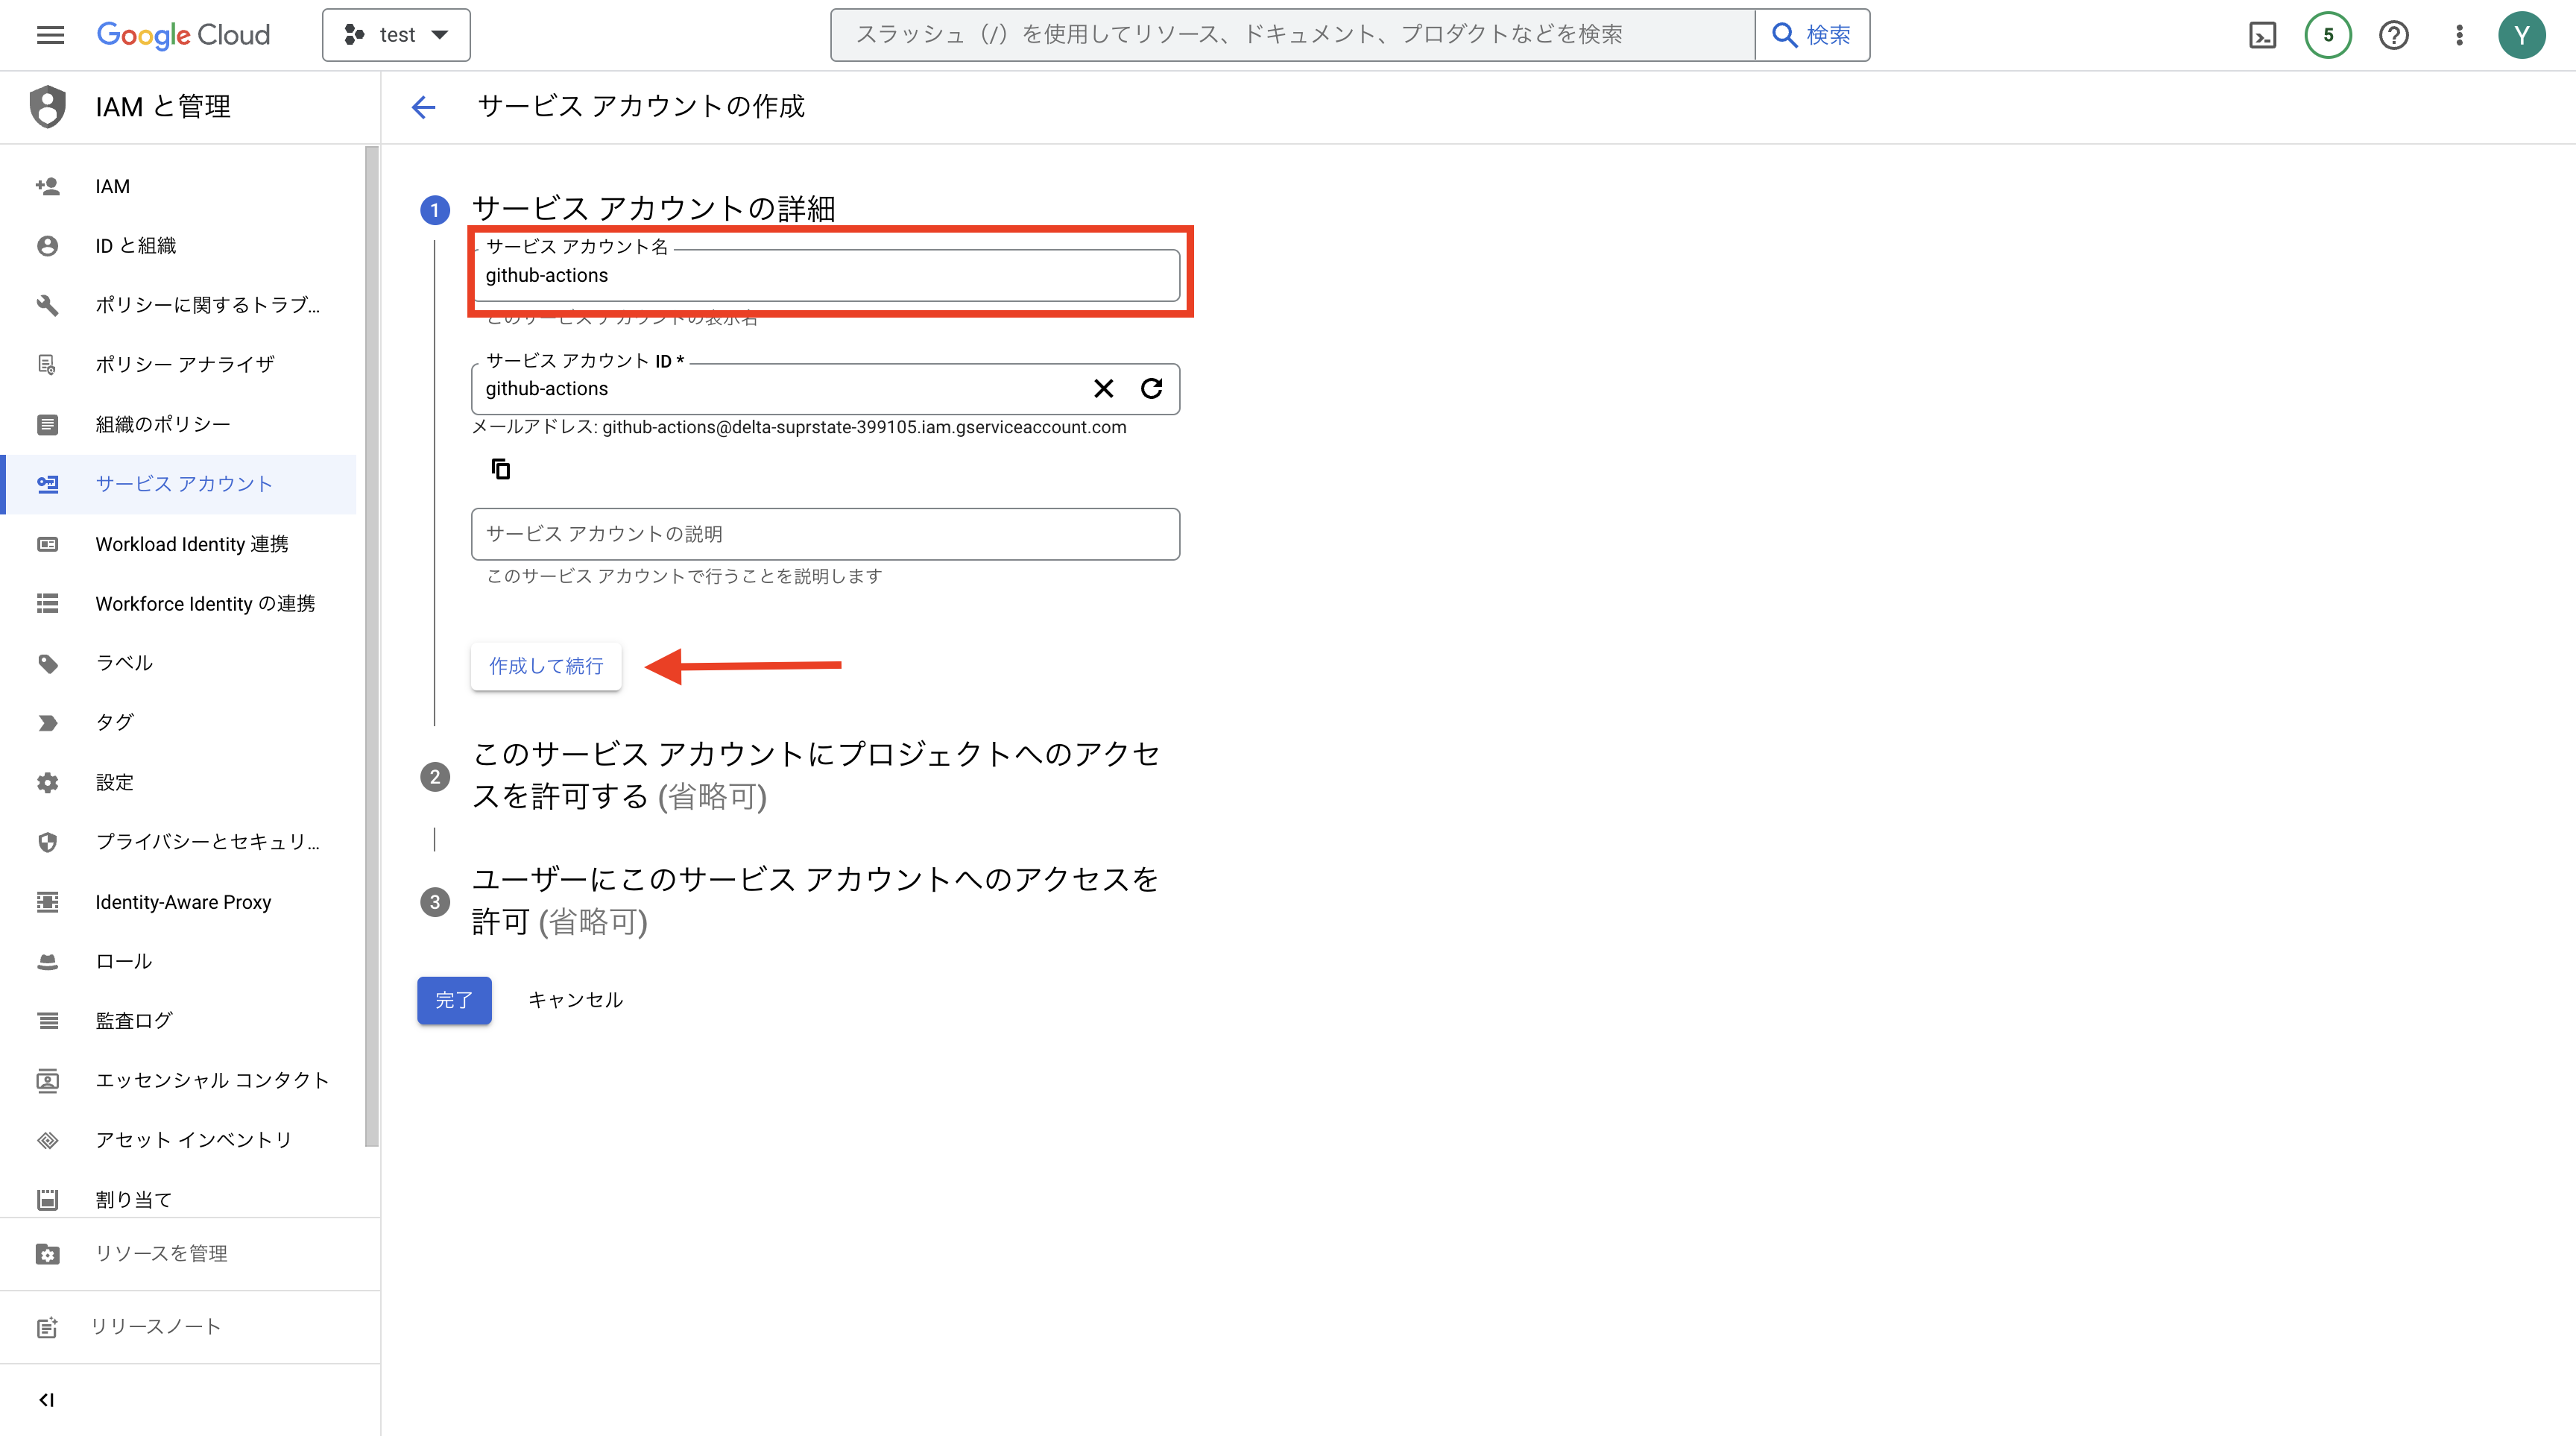 Google Cloud
test
スラッシュ（/）を使用してリソース、ドキュメント、プロダクトなどを検索
検索
5
Y
IAM と管理
サービス アカウントの作成
IAM
ID と組織
ポリシーに関するトラブ...
ポリシー アナライザ
組織のポリシー
サービス アカウント
Workload Identity 連携
Workforce Identity の連携
ラベル
タグ
設定
プライバシーとセキュリ...
Identity-Aware Proxy
ロール
監査ログ
エッセンシャル コンタクト
アセット インベントリ
割り当て
リソースを管理
リリースノート
1
サービス アカウントの詳細
サービス アカウント名
github-actions
このサービス アカウントの表示名
サービス アカウント ID *
github-actions
メールアドレス: github-actions@delta-suprstate-399105.iam.gserviceaccount.com
サービス アカウントの説明
このサービス アカウントで行うことを説明します
作成して続行
2
このサービス アカウントにプロジェクトへのアクセ
スを許可する (省略可)
3
ユーザーにこのサービス アカウントへのアクセスを
許可 (省略可)
完了
キャンセル